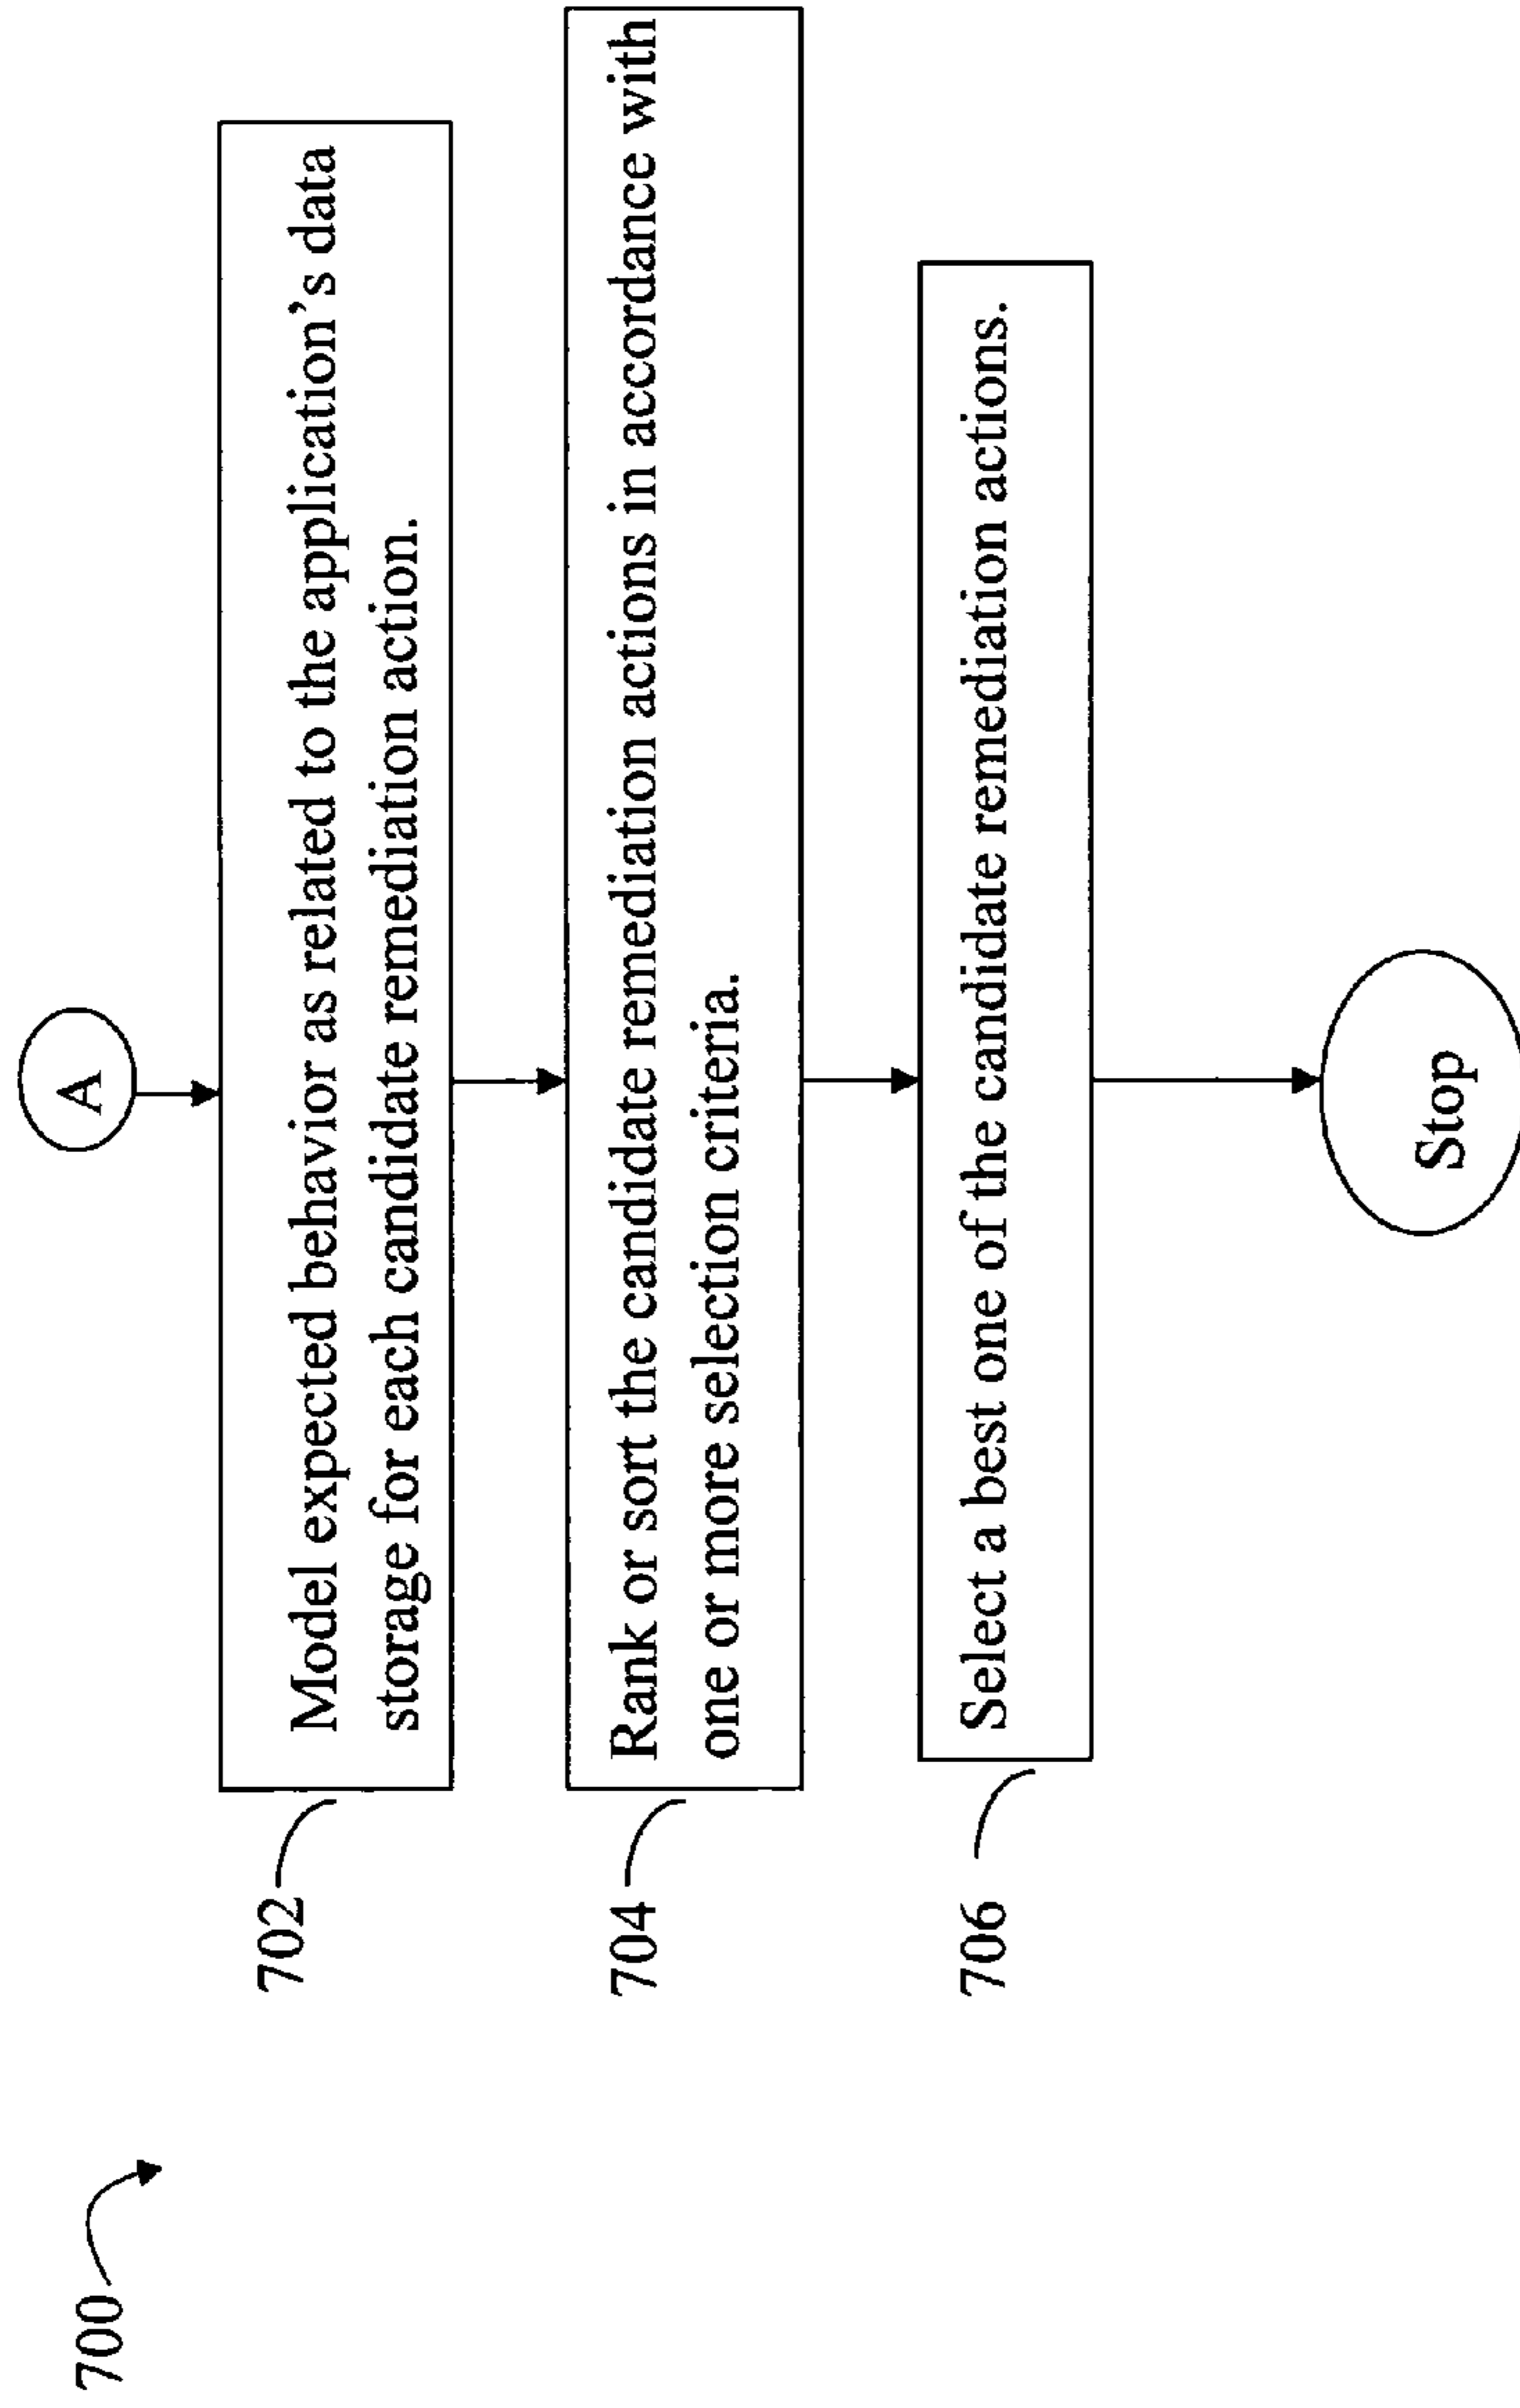 700
A
702
Model expected behavior as related to the application's data
storage for each candidate remediation action.
704
Rank or sort the candidate remediation actions in accordance with
one or more selection criteria.
706
Select a best one of the candidate remediation actions.
Stop